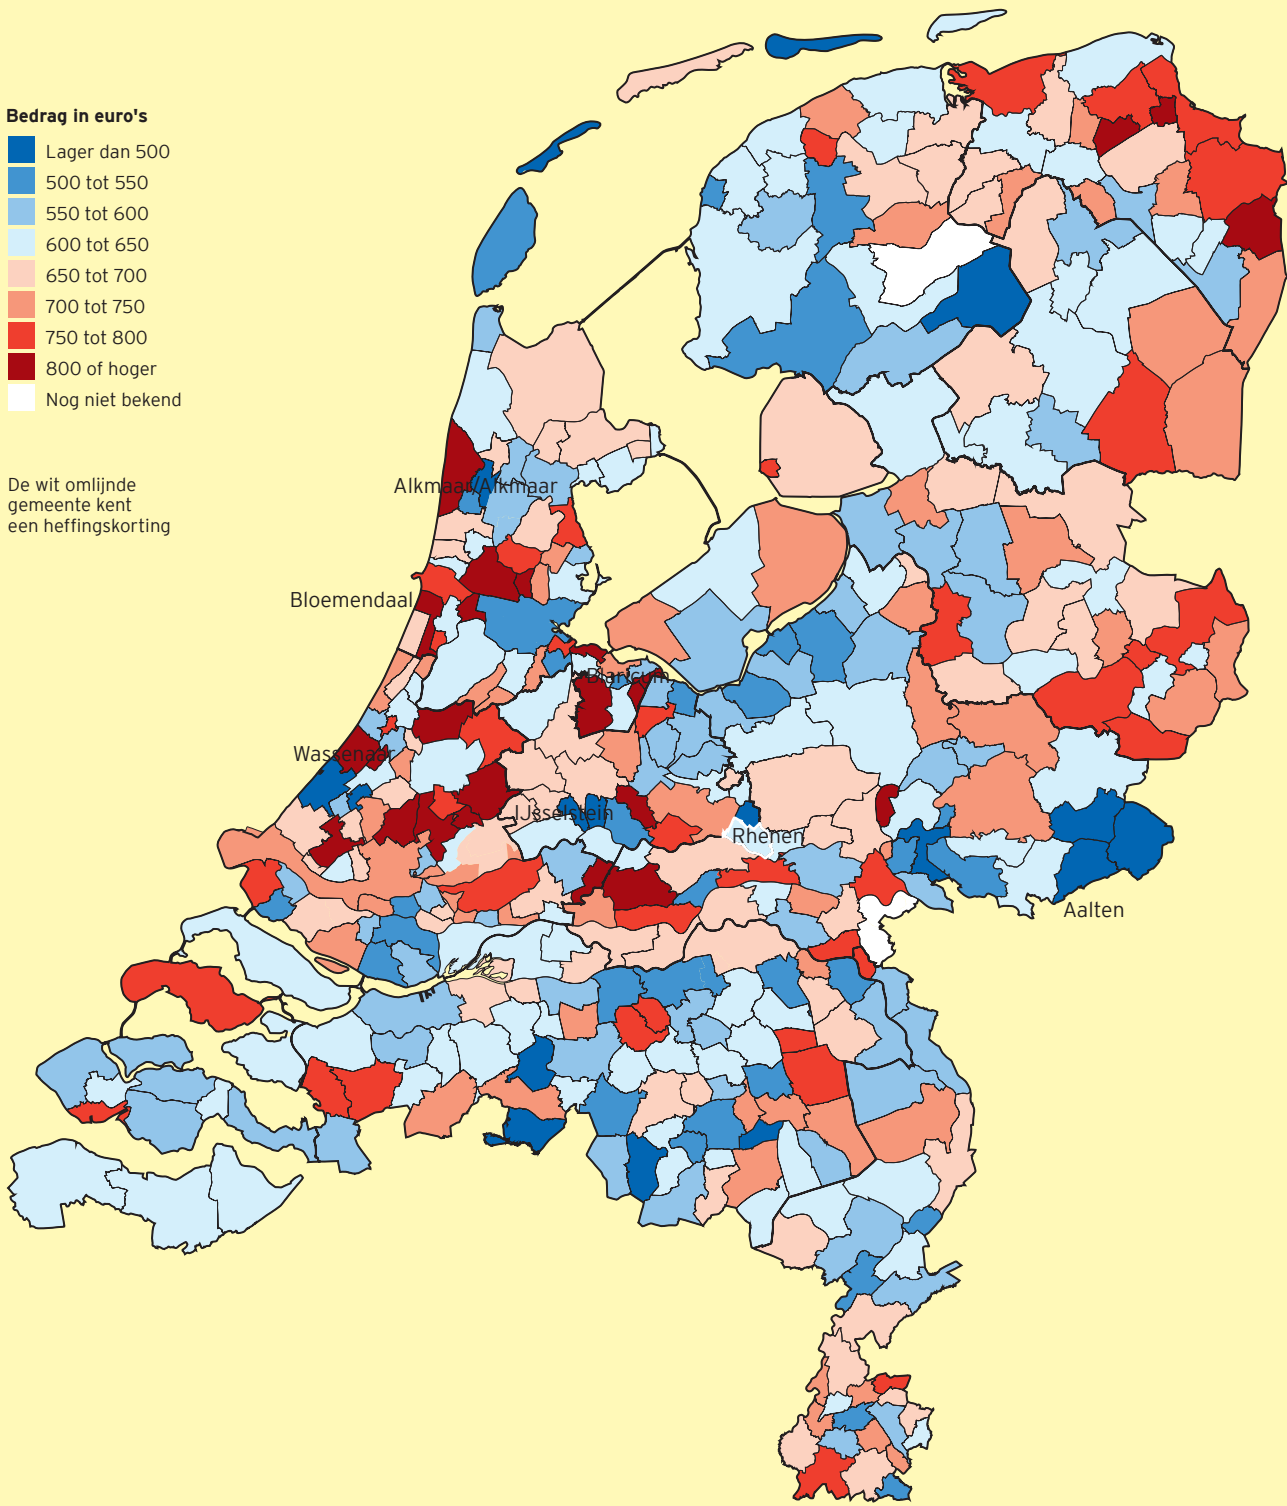 Bedrag in euro's
Lager dan 500
500 tot 550
550 tot 600
600 tot 650
650 tot 700
700 tot 750
750 tot 800
800 of hoger
Nog niet bekend
De wit omlijnde
gemeente kent
een heffingskorting
Alkmaar/Alkmaar
Bloemendaal
Blaricum
Wassenaar
IJsselstein
Rhenen
Aalten